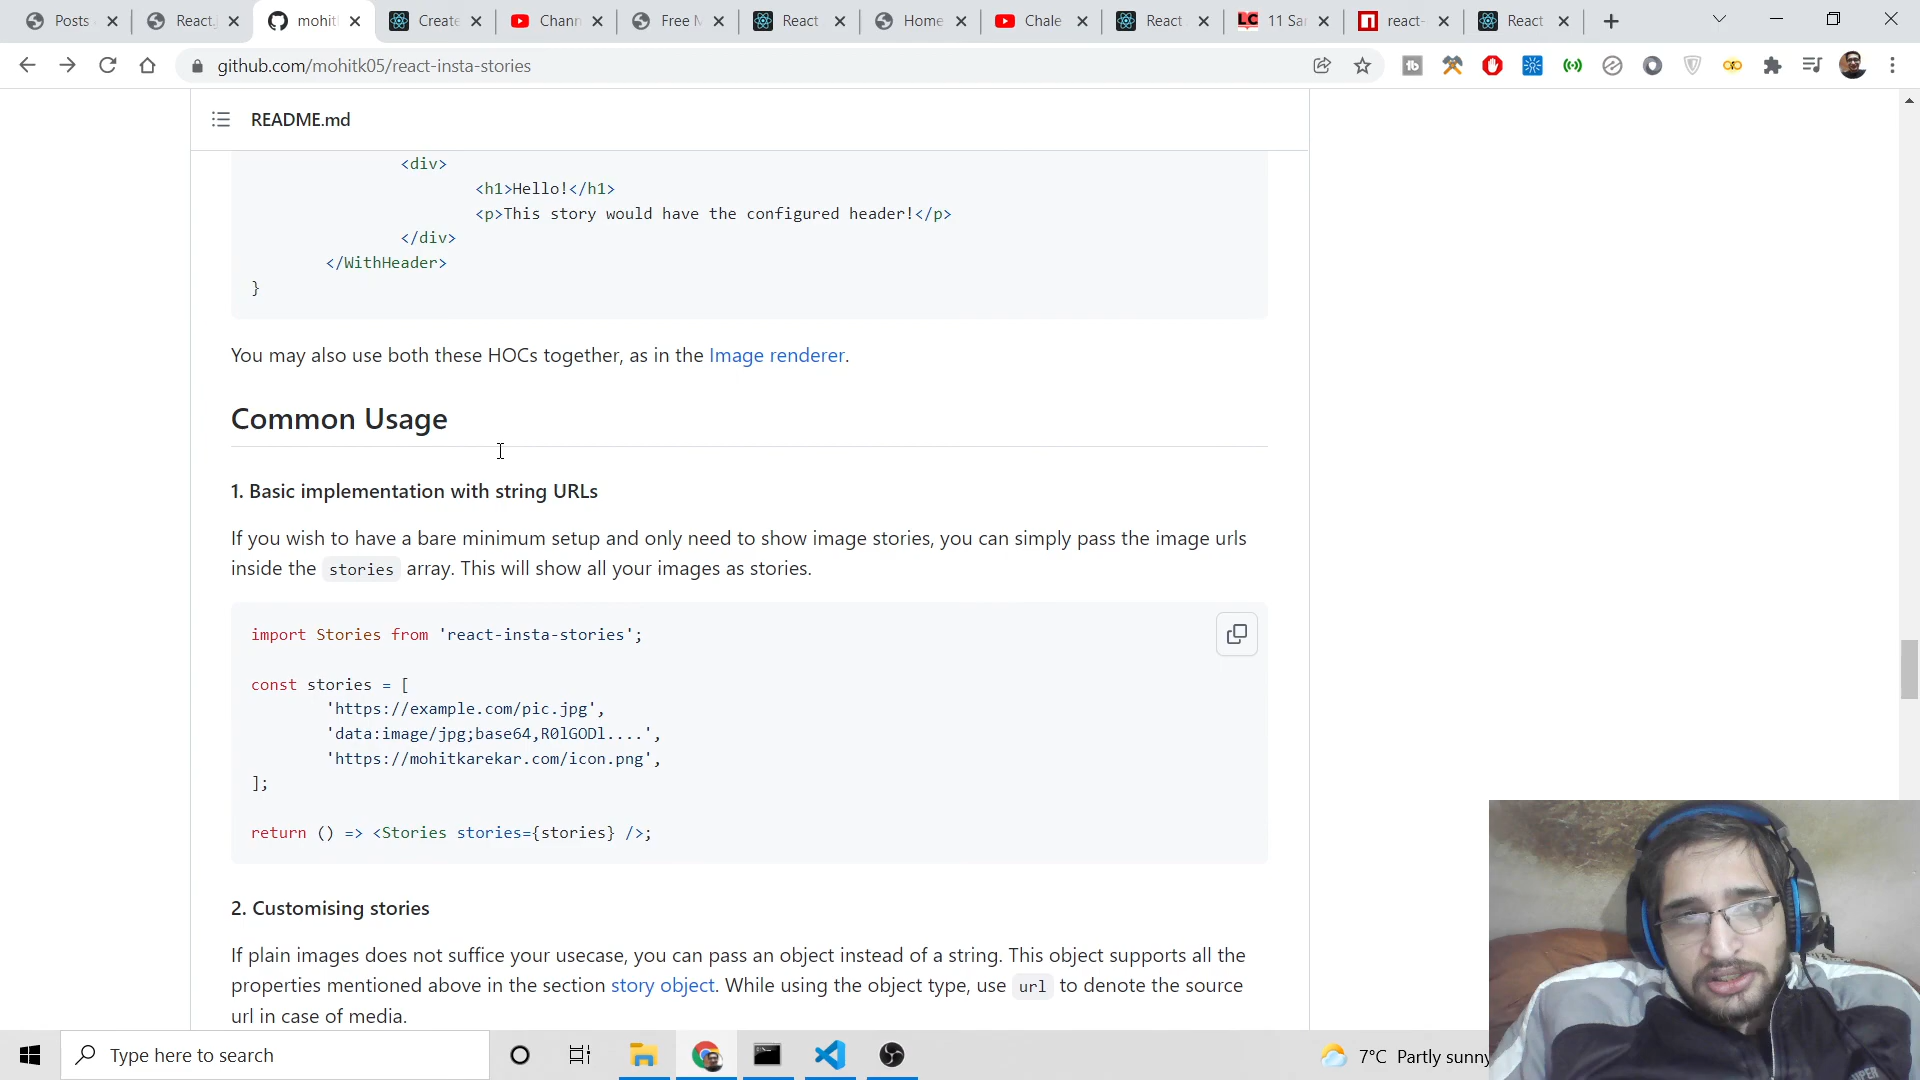 Posts
React.
mohit
Create
Chann
Free M
React
Home
Chale
React
11 Sa
react-
React
github.com/mohitk05/react-insta-stories
README.md
<div>
<h1>Hello!</h1>
<p>This story would have the configured header!</p>
</div>
</WithHeader>
}
You may also use both these HOCs together, as in the Image renderer.
Common Usage
1. Basic implementation with string URLs
If you wish to have a bare minimum setup and only need to show image stories, you can simply pass the image urls
inside the stories array. This will show all your images as stories.
import Stories from 'react-insta-stories';
const stories = [
'https://example.com/pic.jpg',
'data:image/jpg;base64,R0lGODl....',
'https://mohitkarekar.com/icon.png',
];
return () => <Stories stories={stories} />;
2. Customising stories
If plain images does not suffice your usecase, you can pass an object instead of a string. This object supports all the
properties mentioned above in the section story object. While using the object type, use url to denote the source
url in case of media.
Type here to search
7°C Partly sunny